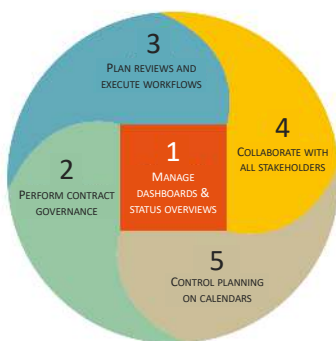 3
PLAN REVIEWS AND
EXECUTE WORKFLOWS
4
COLLABORATE WITH
ALL STAKEHOLDERS
1
MANAGE
DASHBOARDS &
STATUS OVERVIEWS
2
PERFORM CONTRACT
GOVERNANCE
5
CONTROL PLANNING
ON CALENDARS